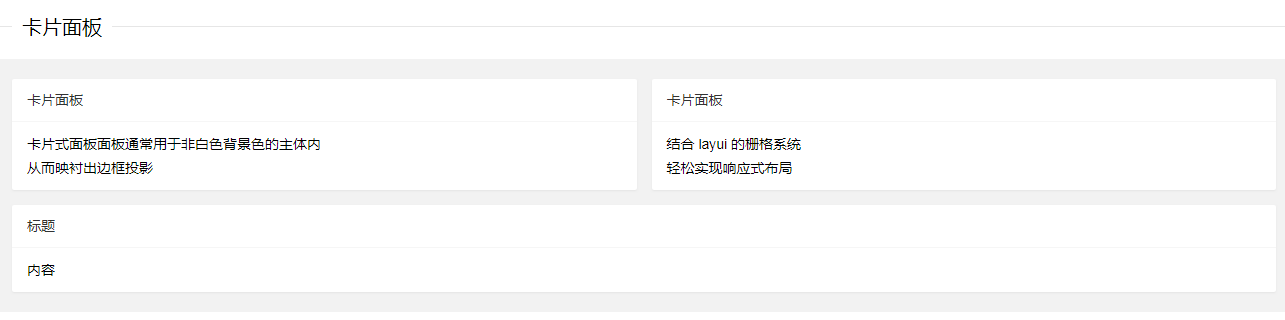 卡片面板
卡片面板
卡片式面板面板通常用于非白色背景色的主体内
从而映衬出边框投影
卡片面板
结合 layui 的栅格系统
轻松实现响应式布局
标题
内容